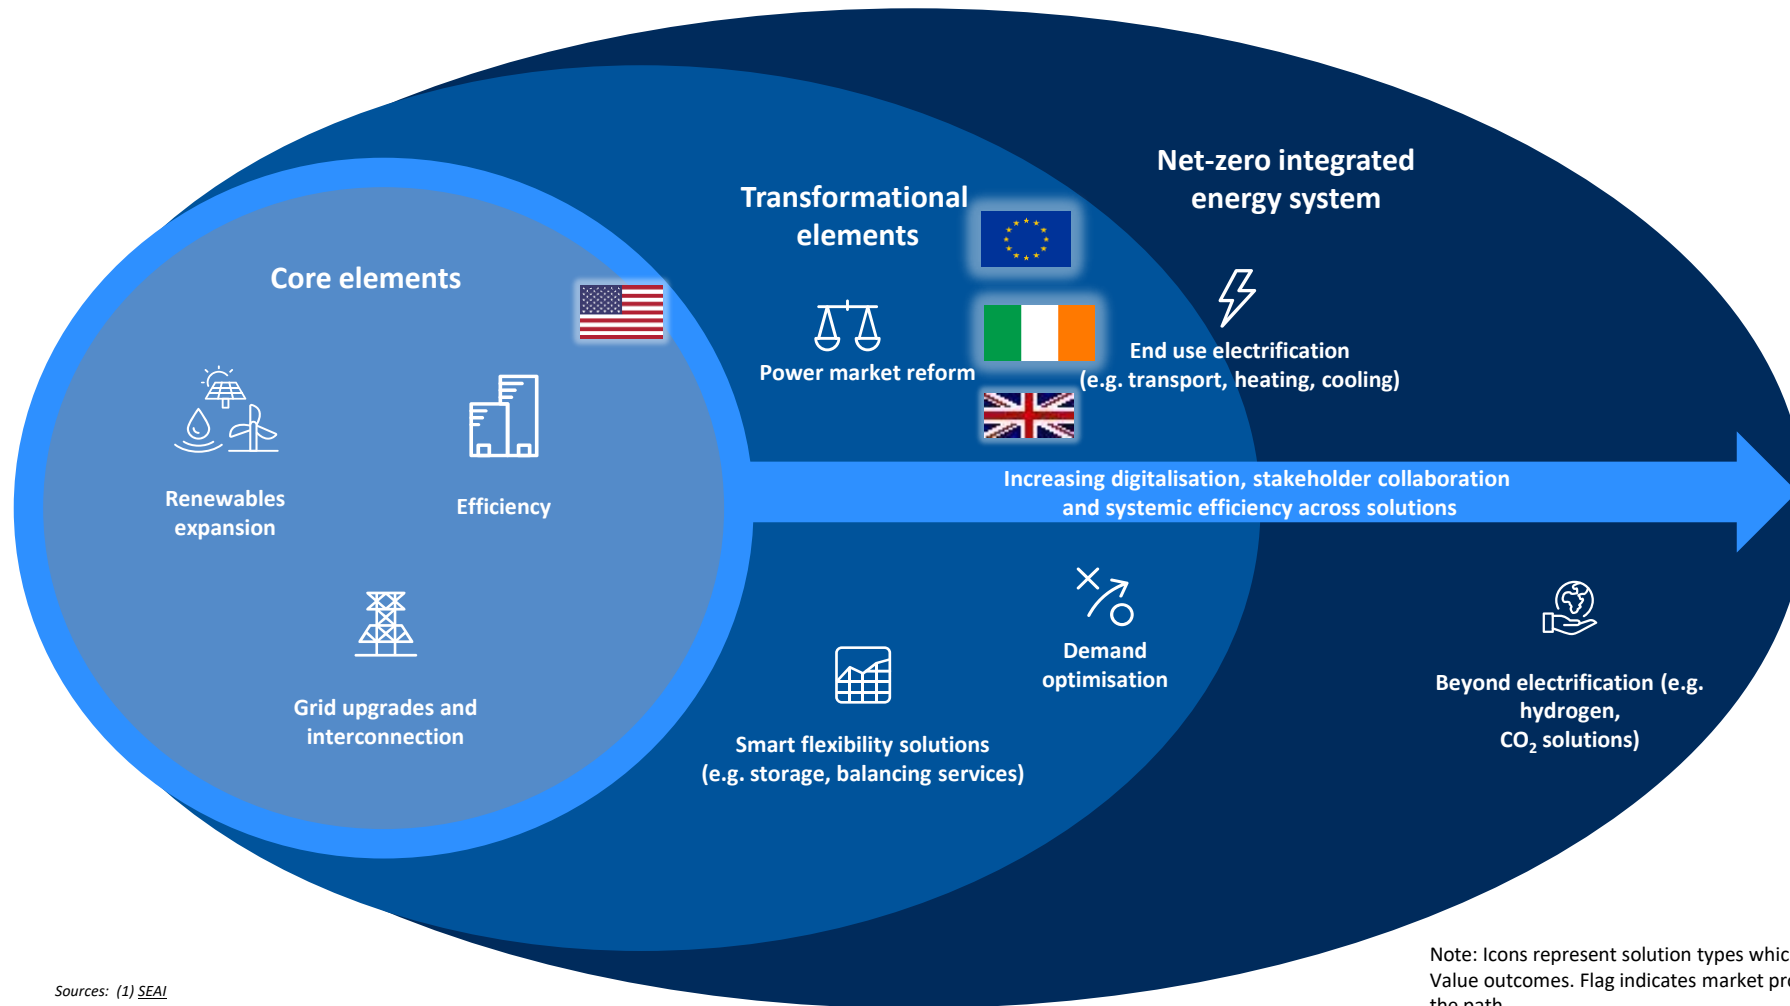 Net-zero integrated
energy system
Transformational
elements
Core elements
Power market reform
End use electrification
(e.g. transport, heating, cooling)
Renewables
expansion
Efficiency
Increasing digitalisation, stakeholder collaboration
and systemic efficiency across solutions
Grid upgrades and
interconnection
Demand
optimisation
Smart flexibility solutions
(e.g. storage, balancing services)
Beyond electrification (e.g.
hydrogen,
CO₂ solutions)
Note: Icons represent solution types
Value outcomes. Flag indicates market
the path
Sources: (1) SEAI